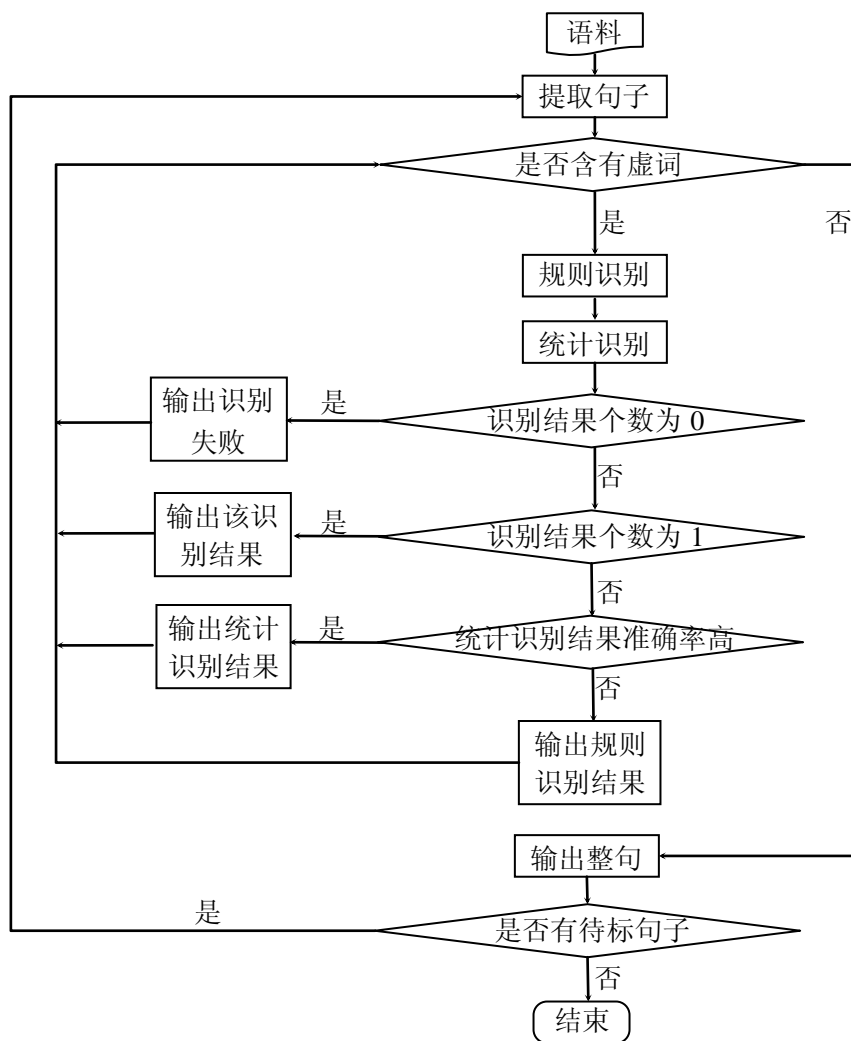 语料
提取句子
是否含有虚词
是
否
规则识别
统计识别
输出识别
失败
是
识别结果个数为 0
否
输出该识
别结果
是
识别结果个数为 1
否
输出统计
识别结果
是
统计识别结果准确率高
否
输出规则
识别结果
输出整句
是
是否有待标句子
否
结束